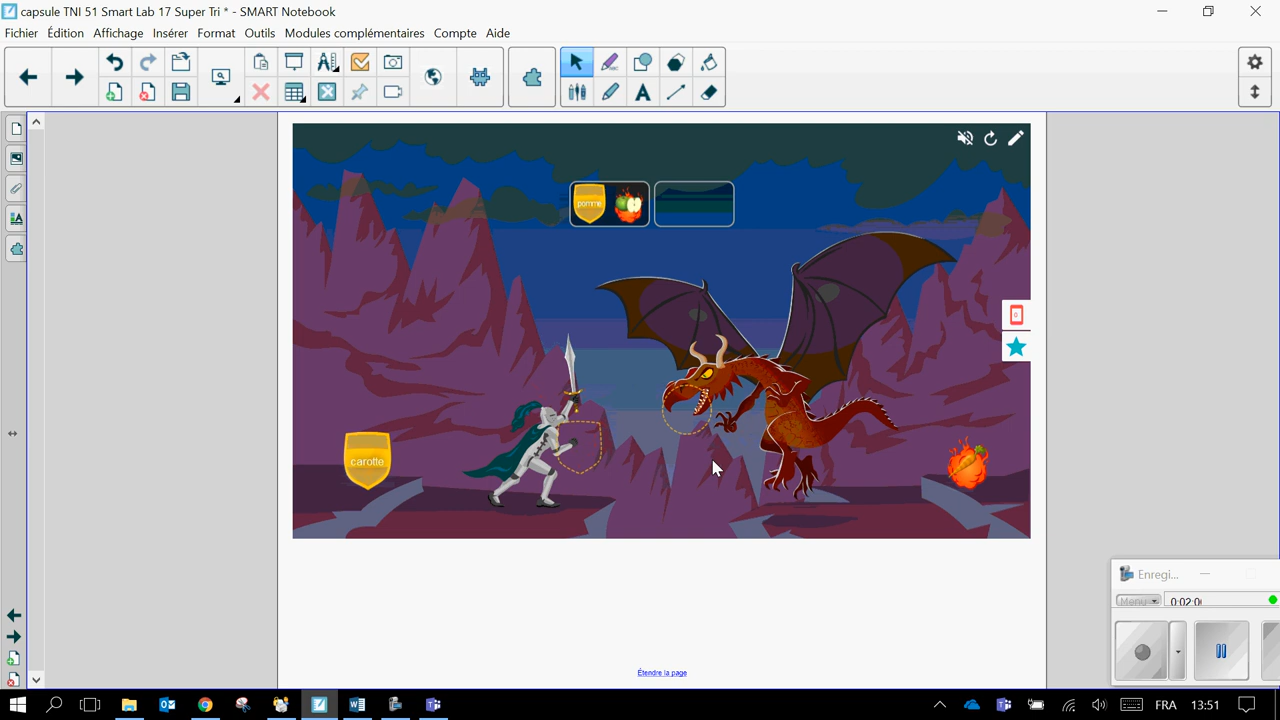 capsule TNI 51 Smart Lab 17 Super Tri * - SMART Notebook
Fichier Édition Affichage Insérer Format Outils Modules complémentaires Compte Aide
pomme
0
carotte
Enregi...
Menu
0:02:0
Étendre la page
FRA 13:51